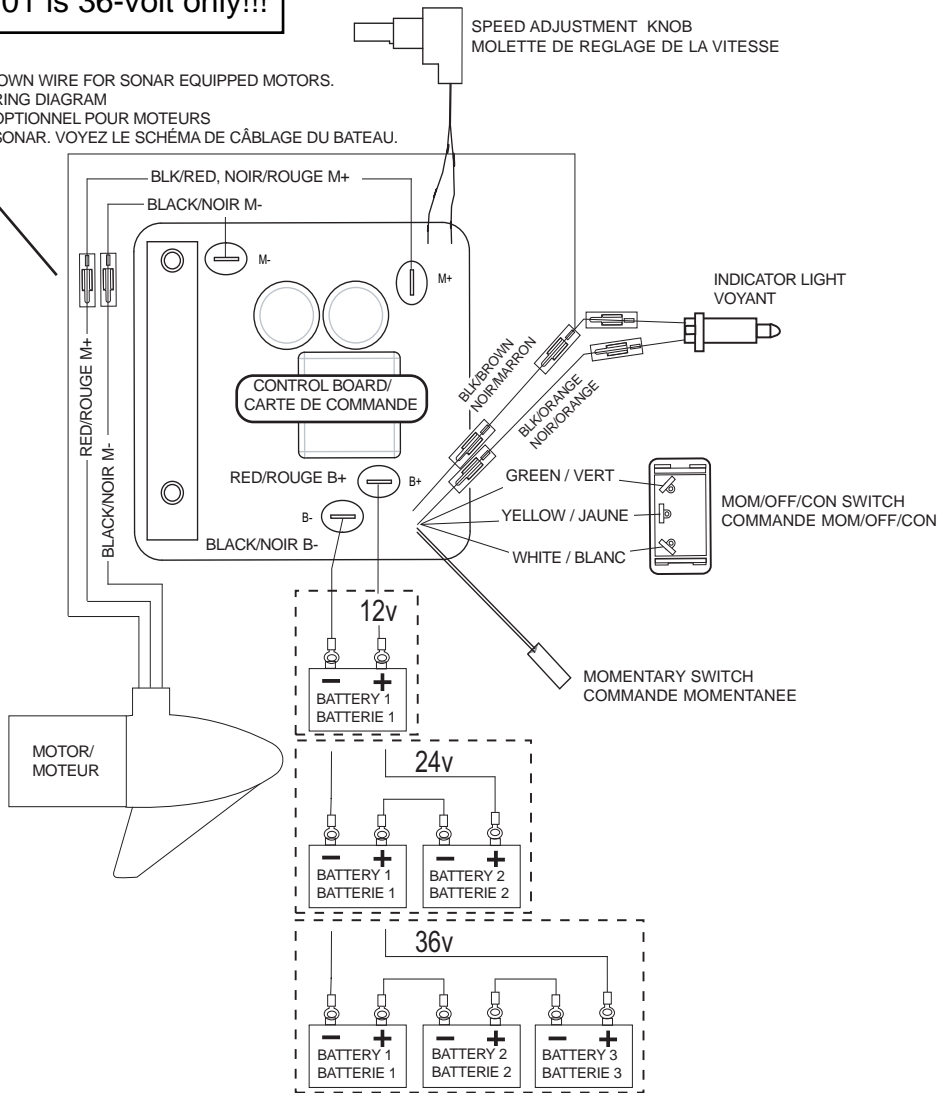 01 is 36-volt only!!!
SPEED ADJUSTMENT KNOB
MOLETTE DE REGLAGE DE LA VITESSE
OWN WIRE FOR SONAR EQUIPPED MOTORS.
RING DIAGRAM
OPTIONNEL POUR MOTEURS
SONAR. VOYEZ LE SCHÉMA DE CÂBLAGE DU BATEAU.
BLK/RED, NOIR/ROUGE M+
BLACK/NOIR M-
M-
M+
INDICATOR LIGHT
VOYANT
RED/ROUGE M+
BLACK/NOIR M-
CONTROL BOARD/
CARTE DE COMMANDE
BLK/BROWN
NOIR/MARRON
BLK/ORANGE
NOIR/ORANGE
RED/ROUGE B+
B+
B-
BLACK/NOIR B-
GREEN / VERT
YELLOW / JAUNE
WHITE / BLANC
MOM/OFF/CON SWITCH
COMMANDE MOM/OFF/CON
MOMENTARY SWITCH
COMMANDE MOMENTANEE
MOTOR/
MOTEUR
12v
– +
BATTERY 1
BATTERIE 1
24v
– + – +
BATTERY 1
BATTERIE 1
BATTERY 2
BATTERIE 2
36v
– + – + – +
BATTERY 1
BATTERIE 1
BATTERY 2
BATTERIE 2
BATTERY 3
BATTERIE 3